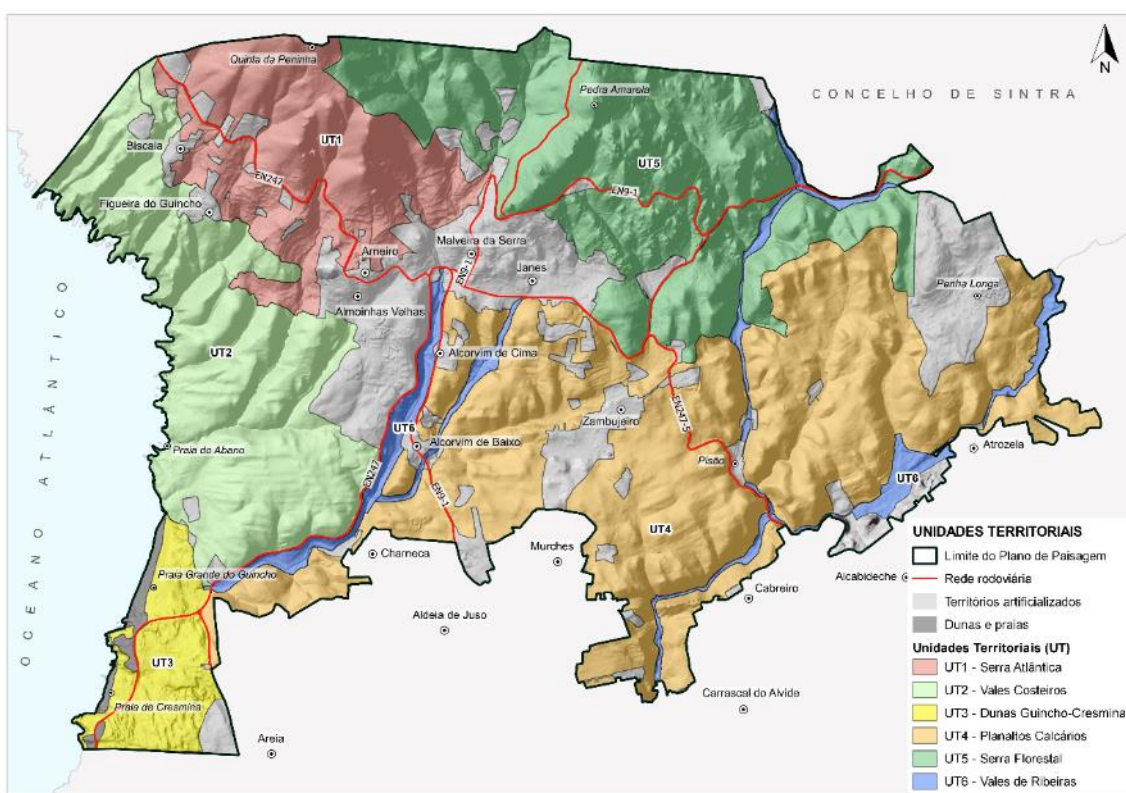 Quinta da Peninha
Pedra Amarela
CONCELHO DE SINTRA
N
UT1
Biscaia
UT5
EN247
EN9-1
Figueira do Guincho
Malveira da Serra
Arneiro
EN9-1
Janes
Penha Longa
Almoinhas Velhas
OCEANO ATLÂNTICO
UT2
Alcorvim de Cima
EN247-5
Zambujeiro
UT6
Alcorvim de Baixo
Praia do Abano
Pisão
Atrozela
EN247
EN9-1
UT6
UT4
Charneca
Murches
Praia Grande do Guincho
Alcabideche
Cabreiro
Aldeia de Juso
UT3
Praia de Cresmina
Carrascal do Alvide
Areia
UNIDADES TERRITORIAIS
Limite do Plano de Paisagem
Rede rodoviária
Territórios artificializados
Dunas e praias
Unidades Territoriais (UT)
UT1 - Serra Atlântica
UT2 - Vales Costeiros
UT3 - Dunas Guincho-Cresmina
UT4 - Planaltos Calcários
UT5 - Serra Florestal
UT6 - Vales de Ribeiras